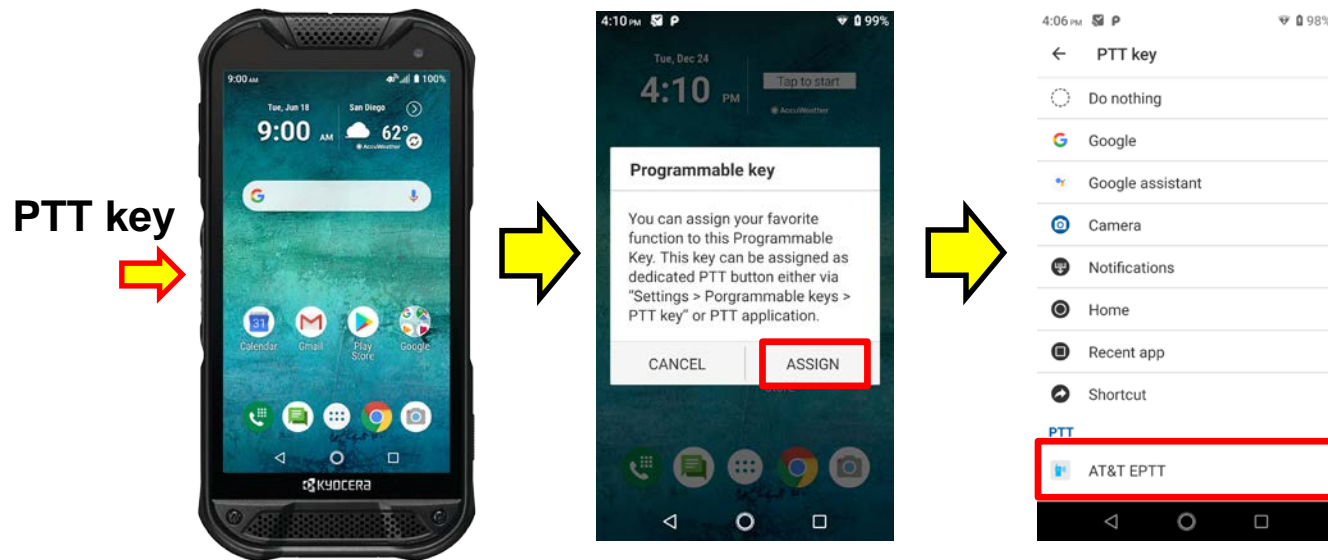 PTT key
9:00 AM
100%
Tue, Jun 18
San Diego
9:00 AM
62°
AccuWeather
G
31
Calendar
Gmail
Play
Store
Google
KYOCERA
4:10 PM
P
99%
Tue, Dec 24
4:10 PM
Tap to start
AccuWeather
Programmable key
You can assign your favorite
function to this Programmable
Key. This key can be assigned as
dedicated PTT button either via
"Settings > Porgrammable keys >
PTT key" or PTT application.
CANCEL
ASSIGN
4:06 PM
P
98%
PTT key
Do nothing
G
Google
Google assistant
Camera
Notifications
Home
Recent app
Shortcut
PTT
AT&T EPTT